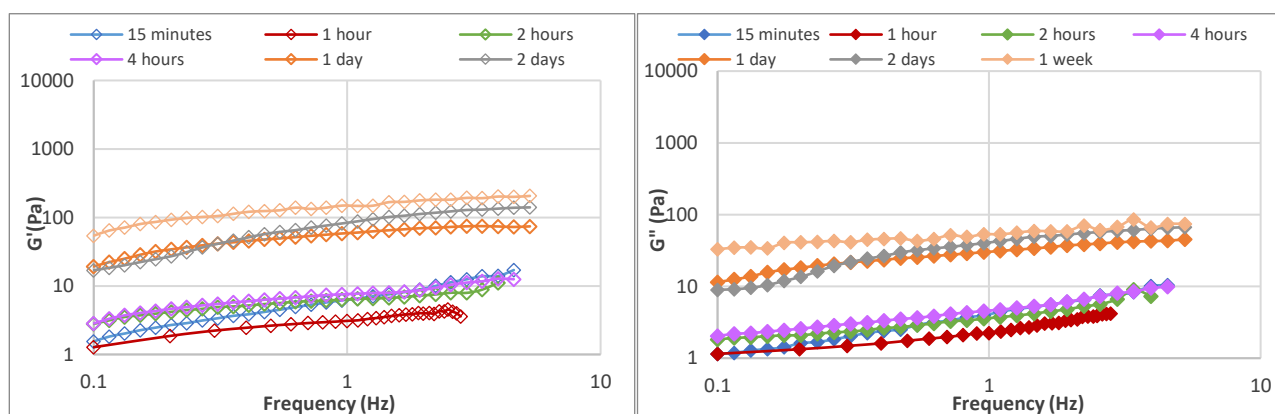 15 minutes 1 hour 2 hours
4 hours 1 day 2 days
10000
1000
100
10
1
0.1 1 10
G'(Pa)
Frequency (Hz)
15 minutes 1 hour 2 hours 4 hours
1 day 2 days 1 week
10000
1000
100
10
1
0.1 1 10
G" (Pa)
Frequency (Hz)